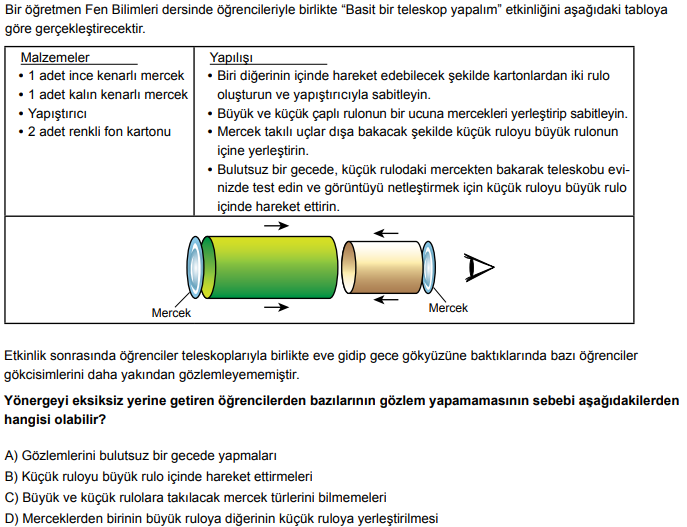 Bir öğretmen Fen Bilimleri dersinde öğrencileriyle birlikte “Basit bir teleskop yapalım” etkinliğini aşağıdaki tabloya
göre gerçekleştirecektir.
Malzemeler
• 1 adet ince kenarlı mercek
• 1 adet kalın kenarlı mercek
• Yapıştırıcı
• 2 adet renkli fon kartonu
Yapılışı
• Biri diğerinin içinde hareket edebilecek şekilde kartonlardan iki rulo
oluşturun ve yapıştırıcıyla sabitleyin.
• Büyük ve küçük çaplı rulonun bir ucuna mercekleri yerleştirip sabitleyin.
• Mercek takılı uçlar dışa bakacak şekilde küçük ruloyu büyük rulonun
içine yerleştirin.
• Bulutsuz bir gecede, küçük rulodaki mercekten bakarak teleskobu evi-
nizde test edin ve görüntüyü netleştirmek için küçük ruloyu büyük rulo
içinde hareket ettirin.
Mercek
Mercek
Etkinlik sonrasında öğrenciler teleskoplarıyla birlikte eve gidip gece gökyüzüne baktıklarında bazı öğrenciler
gökcisimlerini daha yakından gözlemleyememiştir.
Yönergeyi eksiksiz yerine getiren öğrencilerden bazılarının gözlem yapamamasının sebebi aşağıdakilerden
hangisi olabilir?
A) Gözlemlerini bulutsuz bir gecede yapmaları
B) Küçük ruloyu büyük rulo içinde hareket ettirmeleri
C) Büyük ve küçük rulolara takılacak mercek türlerini bilmemeleri
D) Merceklerden birinin büyük ruloya diğerinin küçük ruloya yerleştirilmesi